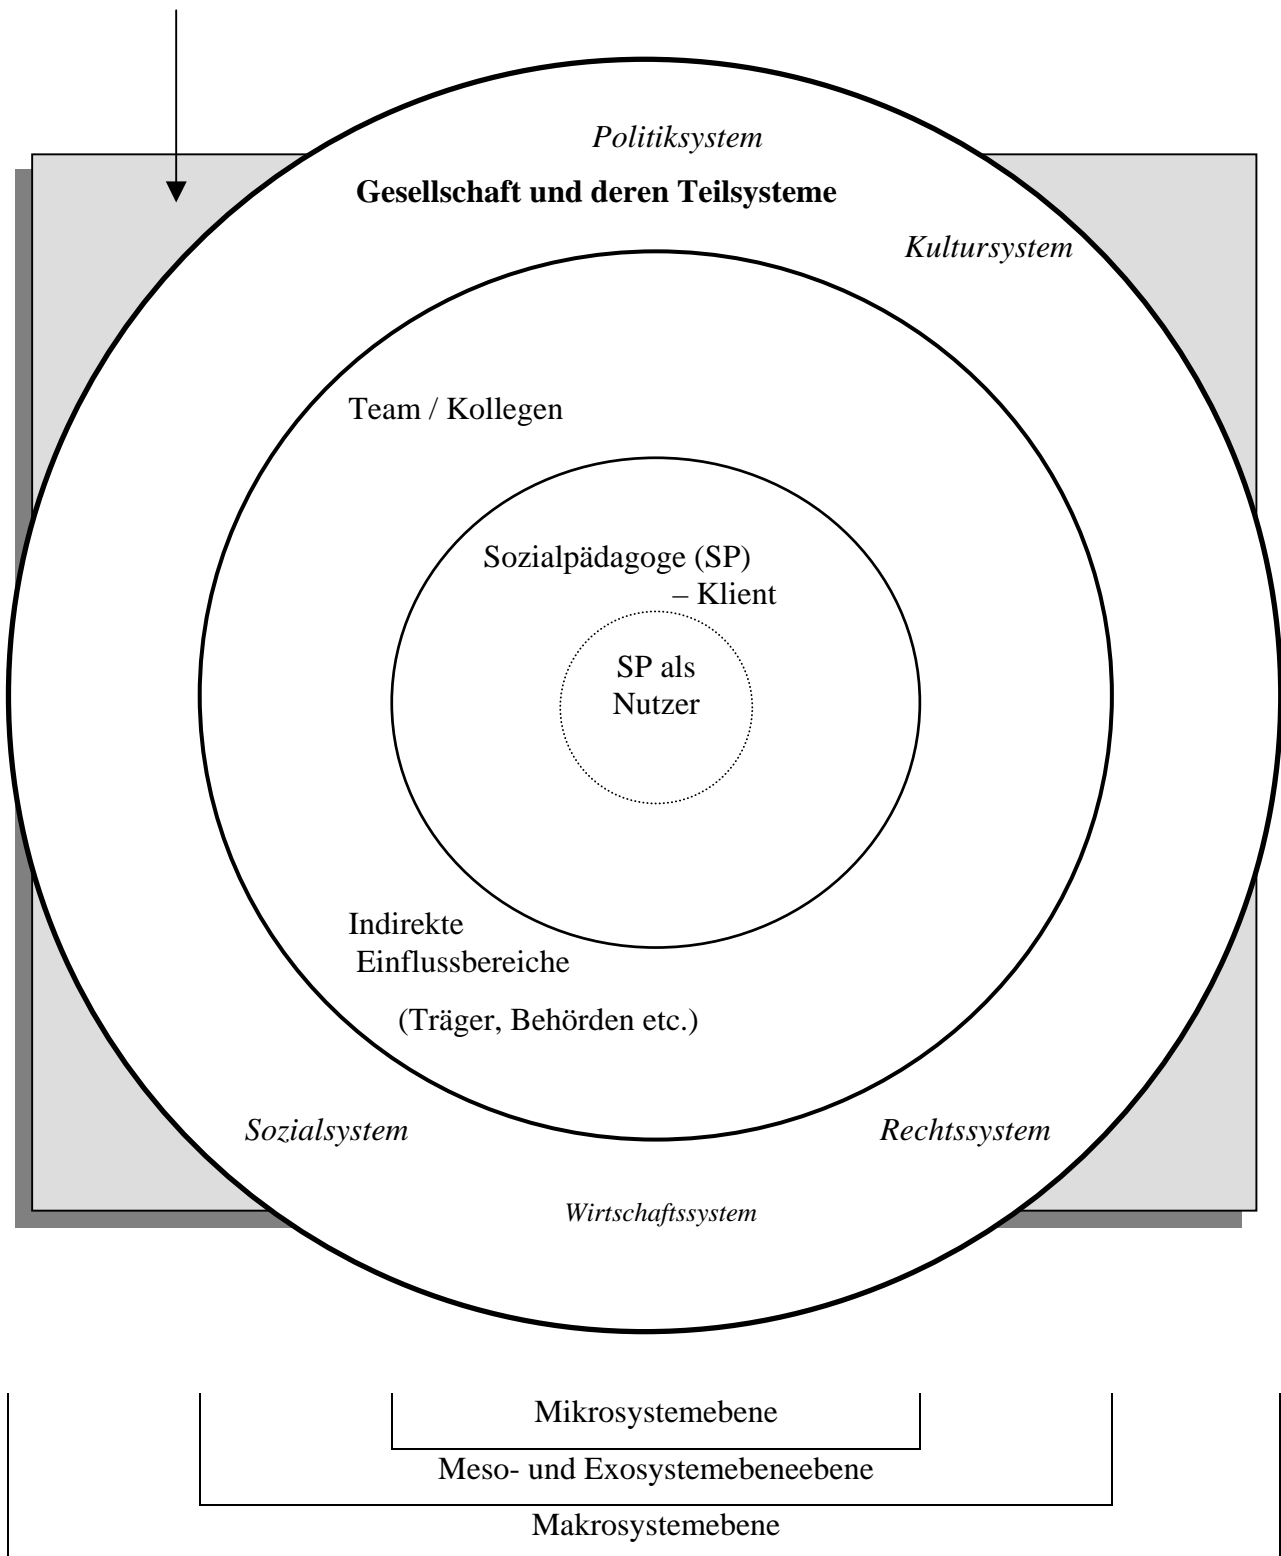 Politiksystem
Gesellschaft und deren Teilsysteme
Kultursystem
Team / Kollegen
Sozialpädagoge (SP)
– Klient
SP als
Nutzer
Indirekte
Einflussbereiche
(Träger, Behörden etc.)
Sozialsystem
Rechtssystem
Wirtschaftssystem
Mikrosystemebene
Meso- und Exosystemebeneebene
Makrosystemebene